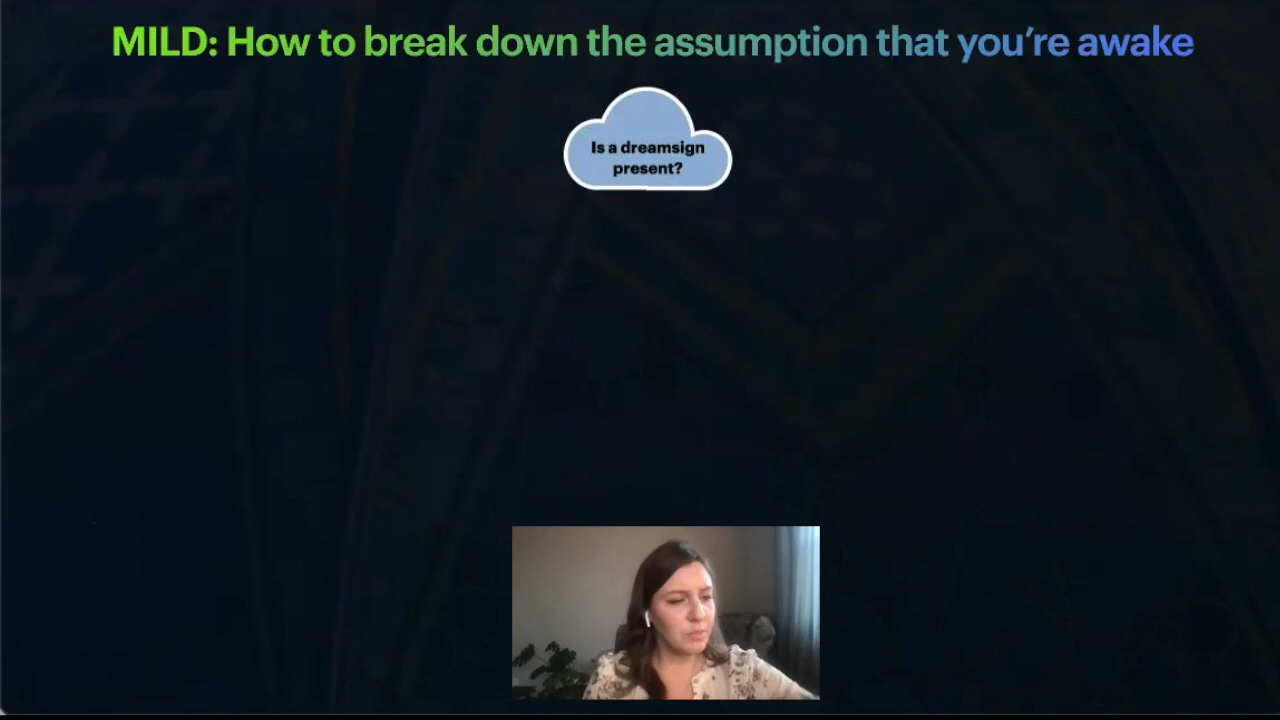 MILD: How to break down the assumption that you’re awake
Is a dreamsign
present?